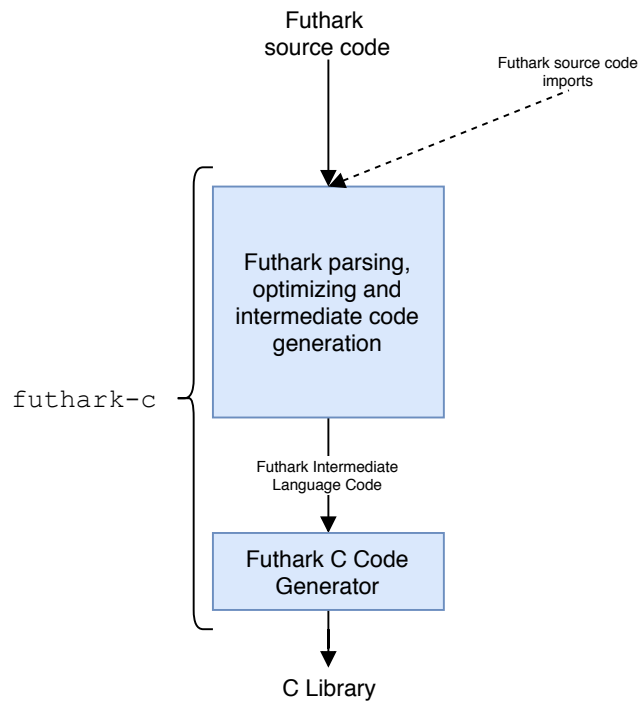 Futhark
source code
Futhark source code
imports
Futhark parsing,
optimizing and
intermediate code
generation
futhark-c
Futhark Intermediate
Language Code
Futhark C Code
Generator
C Library